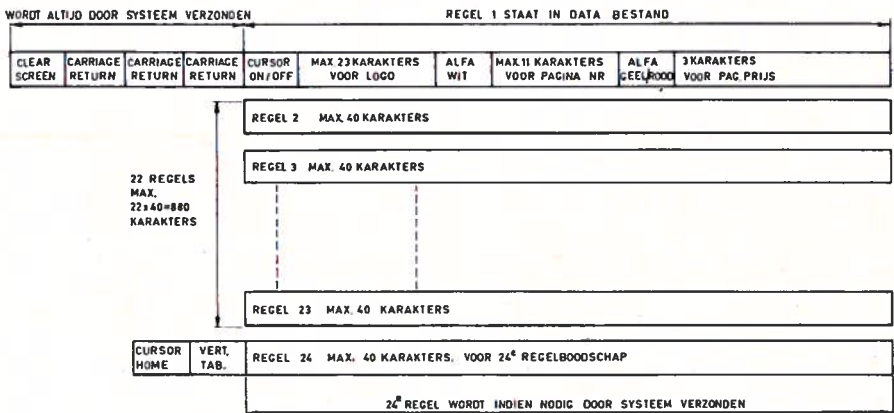 WORDT ALTIJD DOOR SYSTEEM VERZONDEN
REGEL 1 STAAT IN DATA BESTAND
CLEAR SCREEN
CARRIAGE RETURN
CARRIAGE RETURN
CARRIAGE RETURN
CURSOR ON/OFF
MAX. 23 KARAKTERS VOOR LOGO
ALFA WIT
MAX. 11 KARAKTERS VOOR PAGINA NR
ALFA GEEL/ROOD
3 KARAKTERS VOOR PAG. PRIJS
REGEL 2 MAX. 40 KARAKTERS
REGEL 3 MAX. 40 KARAKTERS
22 REGELS
MAX.
22x40=880
KARAKTERS
REGEL 23 MAX. 40 KARAKTERS
CURSOR HOME
VERT. TAB.
REGEL 24 MAX. 40 KARAKTERS. VOOR 24e REGELBOODSCHAP
24e REGEL WORDT INDIEN NODIG DOOR SYSTEEM VERZONDEN